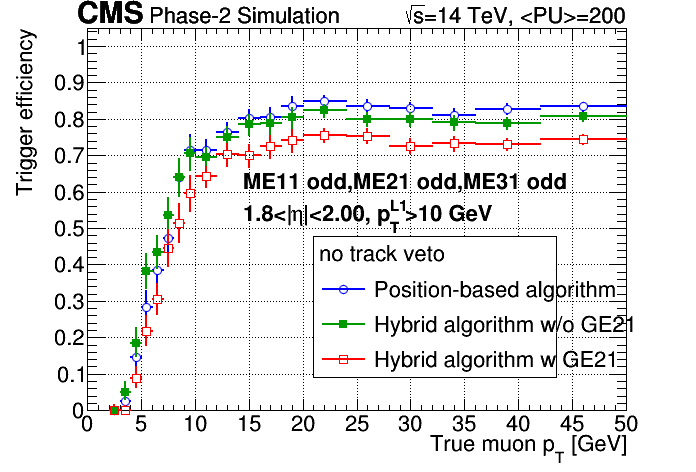 CMS Phase-2 Simulation √s=14 TeV, <PU>=200
Trigger efficiency
1
0.9
0.8
0.7
0.6
0.5
0.4
0.3
0.2
0.1
0
ME11 odd,ME21 odd,ME31 odd
1.8<|η|<2.00, p_T^L1>10 GeV
no track veto
Position-based algorithm
Hybrid algorithm w/o GE21
Hybrid algorithm w GE21
0 5 10 15 20 25 30 35 40 45 50
True muon p_T [GeV]